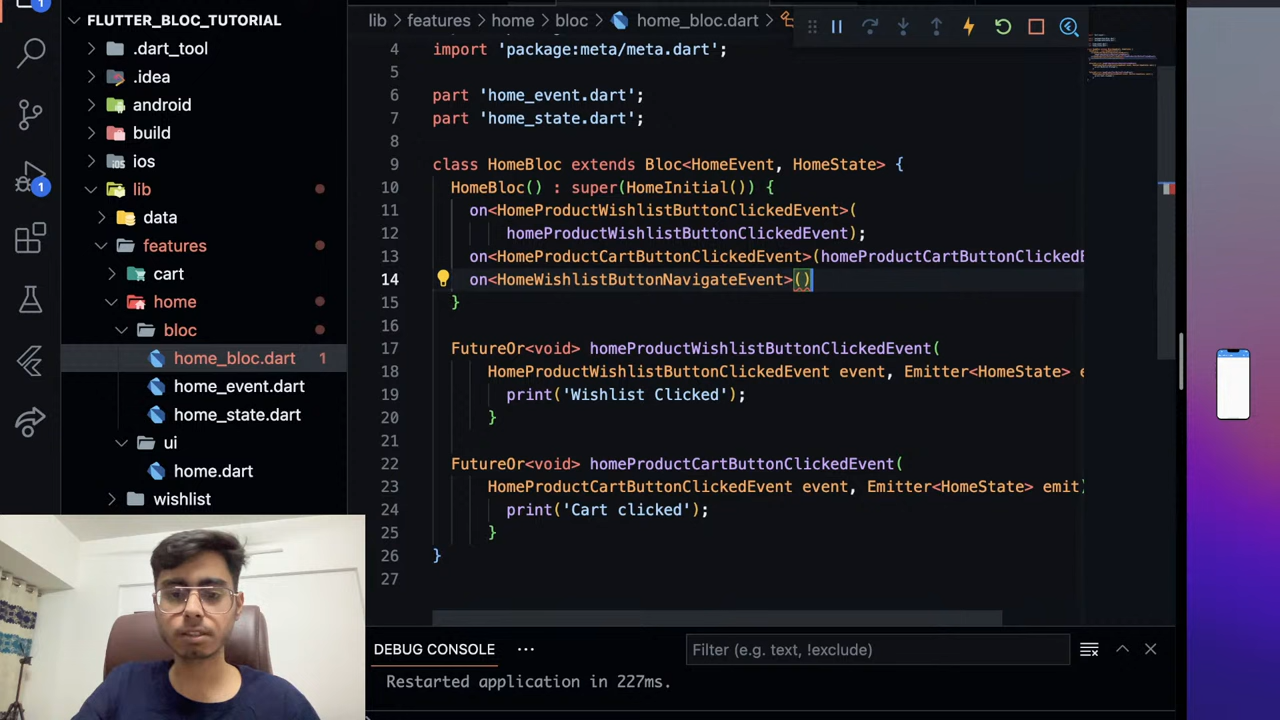 FLUTTER_BLOC_TUTORIAL
.dart_tool
.idea
android
build
ios
lib
data
features
cart
home
bloc
home_bloc.dart 1
home_event.dart
home_state.dart
ui
home.dart
wishlist
1
lib > features > home > bloc > home_bloc.dart >
4 import 'package:meta/meta.dart';
5
6 part 'home_event.dart';
7 part 'home_state.dart';
8
9 class HomeBloc extends Bloc<HomeEvent, HomeState> {
10 HomeBloc() : super(HomeInitial()) {
11 on<HomeProductWishlistButtonClickedEvent>(
12 homeProductWishlistButtonClickedEvent);
13 on<HomeProductCartButtonClickedEvent>(homeProductCartButtonClickedE
14 on<HomeWishlistButtonNavigateEvent>()
15 }
16
17 FutureOr<void> homeProductWishlistButtonClickedEvent(
18 HomeProductWishlistButtonClickedEvent event, Emitter<HomeState> e
19 print('Wishlist Clicked');
20 }
21
22 FutureOr<void> homeProductCartButtonClickedEvent(
23 HomeProductCartButtonClickedEvent event, Emitter<HomeState> emit)
24 print('Cart clicked');
25 }
26 }
27
DEBUG CONSOLE ... Filter (e.g. text, !exclude)
Restarted application in 227ms.